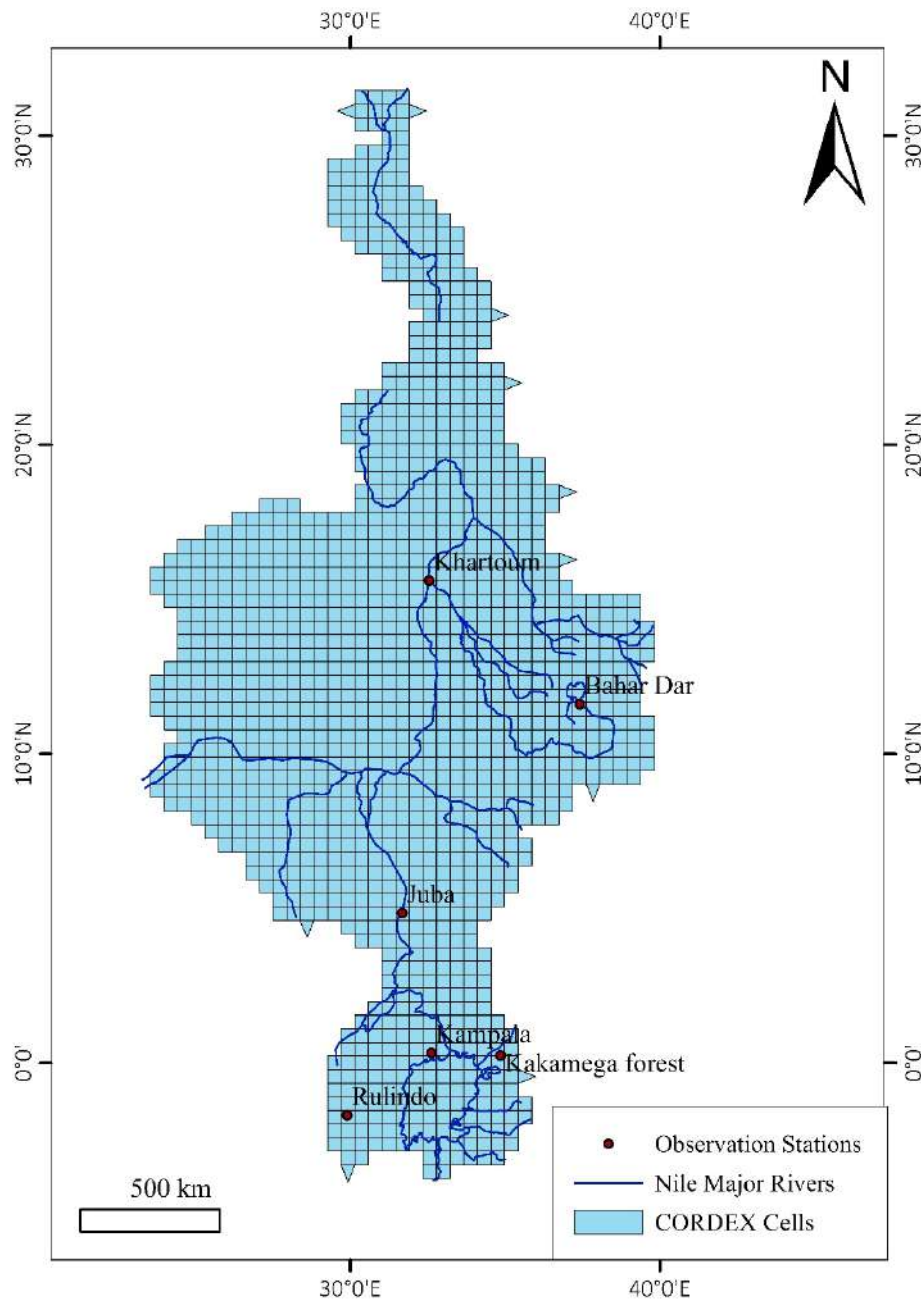 30°0'E 40°0'E
N
30°0'N 30°0'N
20°0'N 20°0'N
Khartoum
Bahar Dar
10°0'N 10°0'N
Juba
Kampala
0°0' 0°0'
Kakamega forest
Rulindo
Observation Stations
500 km
Nile Major Rivers
CORDEX Cells
30°0'E 40°0'E